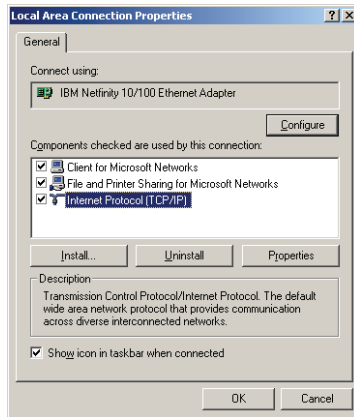 Local Area Connection Properties
General
Connect using:
IBM Netfinity 10/100 Ethernet Adapter
Configure
Components checked are used by this connection:
Client for Microsoft Networks
File and Printer Sharing for Microsoft Networks
Internet Protocol (TCP/IP)
Install... Uninstall Properties
Description
Transmission Control Protocol/Internet Protocol. The default
wide area network protocol that provides communication
across diverse interconnected networks.
Show icon in taskbar when connected
OK Cancel